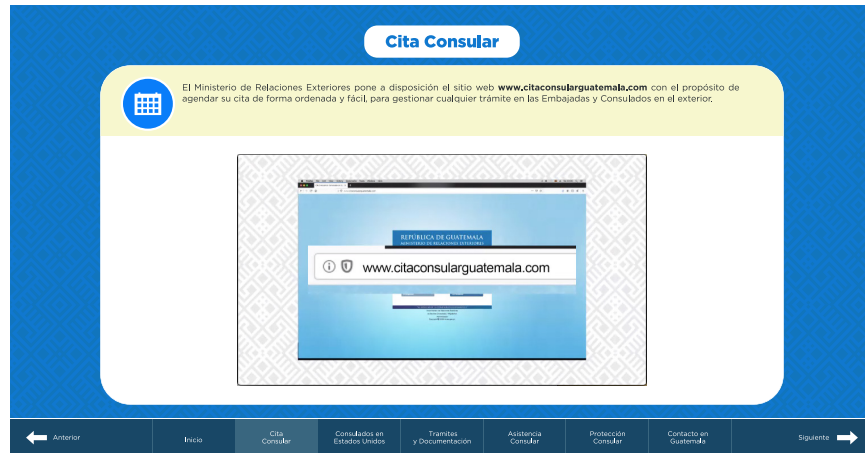 Cita Consular
El Ministerio de Relaciones Exteriores pone a disposición el sitio web www.citaconsularguatemala.com con el propósito de
agendar su cita de forma ordenada y fácil, para gestionar cualquier trámite en las Embajadas y Consulados en el exterior.
REPÚBLICA DE GUATEMALA
MINISTERIO DE RELACIONES EXTERIORES
www.citaconsularguatemala.com
Anterior
Inicio
Cita
Consular
Consulados en
Estados Unidos
Tramites
y Documentación
Asistencia
Consular
Protección
Consular
Contacto en
Guatemala
Siguiente